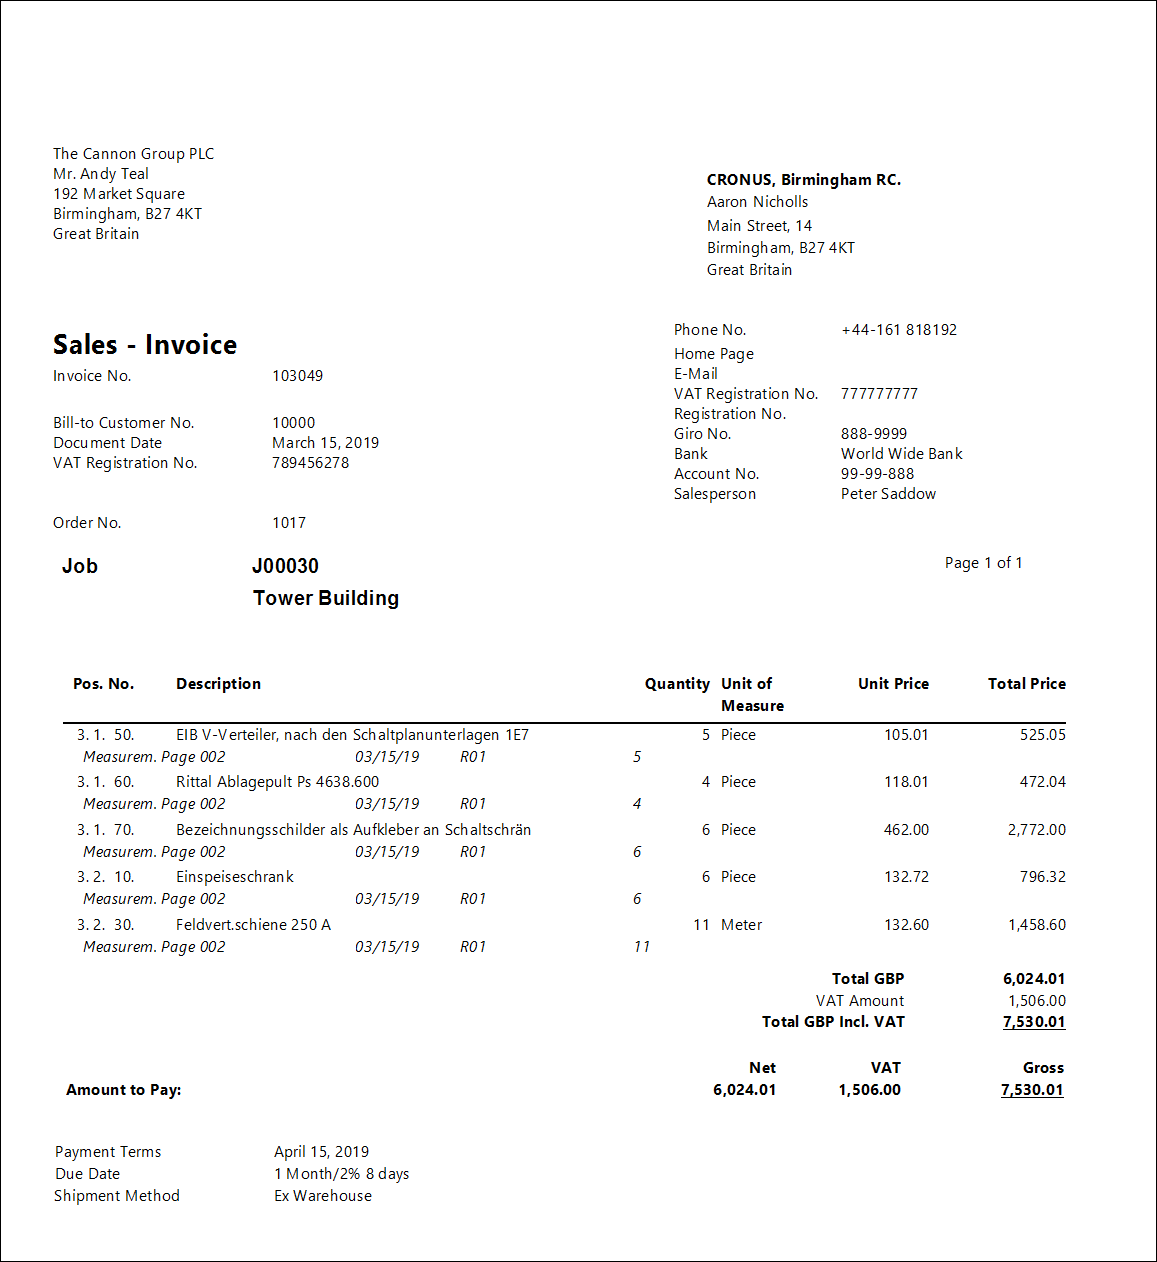 The Cannon Group PLC
Mr. Andy Teal
192 Market Square
Birmingham, B27 4KT
Great Britain
CRONUS, Birmingham RC.
Aaron Nicholls
Main Street, 14
Birmingham, B27 4KT
Great Britain
Sales - Invoice
Invoice No. 103049
Bill-to Customer No. 10000
Document Date March 15, 2019
VAT Registration No. 789456278
Order No. 1017
Phone No. +44-161 818192
Home Page
E-Mail
VAT Registration No. 777777777
Registration No.
Giro No. 888-9999
Bank World Wide Bank
Account No. 99-99-888
Salesperson Peter Saddow
Job J00030
Tower Building
Page 1 of 1
Pos. No. Description Quantity Unit of Measure Unit Price Total Price
3. 1. 50. EIB V-Verteiler, nach den Schaltplanunterlagen 1E7 5 Piece 105.01 525.05
Measurem. Page 002 03/15/19 R01 5
3. 1. 60. Rittal Ablagepult Ps 4638.600 4 Piece 118.01 472.04
Measurem. Page 002 03/15/19 R01 4
3. 1. 70. Bezeichnungsschilder als Aufkleber an Schaltschrän 6 Piece 462.00 2,772.00
Measurem. Page 002 03/15/19 R01 6
3. 2. 10. Einspeiseschrank 6 Piece 132.72 796.32
Measurem. Page 002 03/15/19 R01 6
3. 2. 30. Feldvert.schiene 250 A 11 Meter 132.60 1,458.60
Measurem. Page 002 03/15/19 R01 11
Total GBP 6,024.01
VAT Amount 1,506.00
Total GBP Incl. VAT 7,530.01
Net VAT Gross
Amount to Pay: 6,024.01 1,506.00 7,530.01
Payment Terms April 15, 2019
Due Date 1 Month/2% 8 days
Shipment Method Ex Warehouse